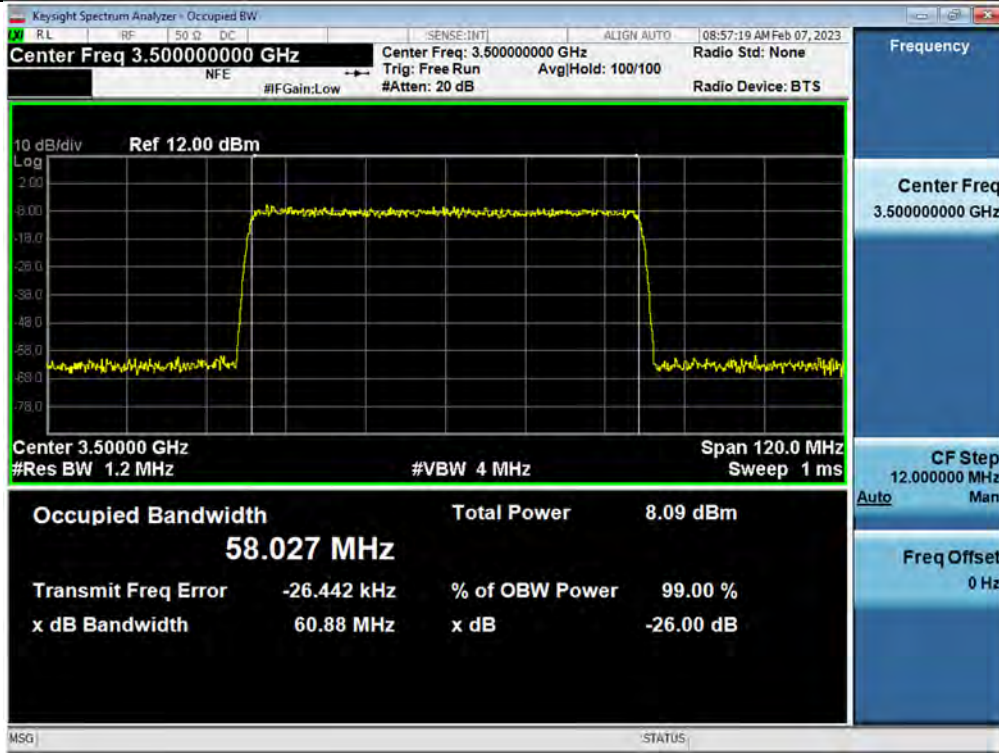 Keysight Spectrum Analyzer - Occupied BW
LXI RL RF 50 Ω DC SENSE:INT ALIGN AUTO 08:57:19 AM Feb 07, 2023
Center Freq 3.500000000 GHz
NFE
#IFGain:Low
Center Freq: 3.500000000 GHz
Trig: Free Run Avg|Hold: 100/100
#Atten: 20 dB
Radio Std: None
Radio Device: BTS
10 dB/div Ref 12.00 dBm
Log
2.00
-8.00
-18.0
-28.0
-38.0
-48.0
-58.0
-68.0
-78.0
Center 3.50000 GHz Span 120.0 MHz
#Res BW 1.2 MHz #VBW 4 MHz Sweep 1 ms
Occupied Bandwidth Total Power 8.09 dBm
58.027 MHz
Transmit Freq Error -26.442 kHz % of OBW Power 99.00 %
x dB Bandwidth 60.88 MHz x dB -26.00 dB
Frequency
Center Freq
3.500000000 GHz
CF Step
12.000000 MHz
Auto Man
Freq Offset
0 Hz
MSG STATUS